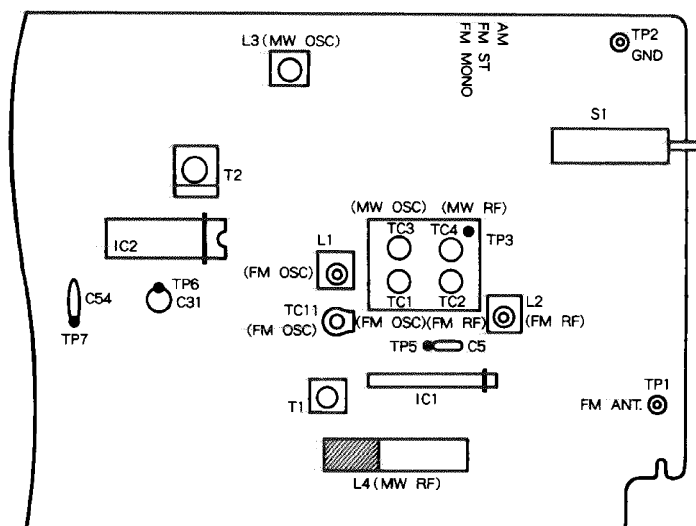 L3(MW OSC)
AM
FM ST
FM MONO
TP2
GND
S1
T2
(MW OSC) (MW RF)
TC3 TC4
TP3
IC2
L1
(FM OSC)
TP6
C54
C31
TC1 TC2
L2
TC11
(FM OSC)
(FM OSC)(FM RF)
(FM RF)
TP7
TP5
C5
TP1
T1
IC1
FM ANT.
L4(MW RF)